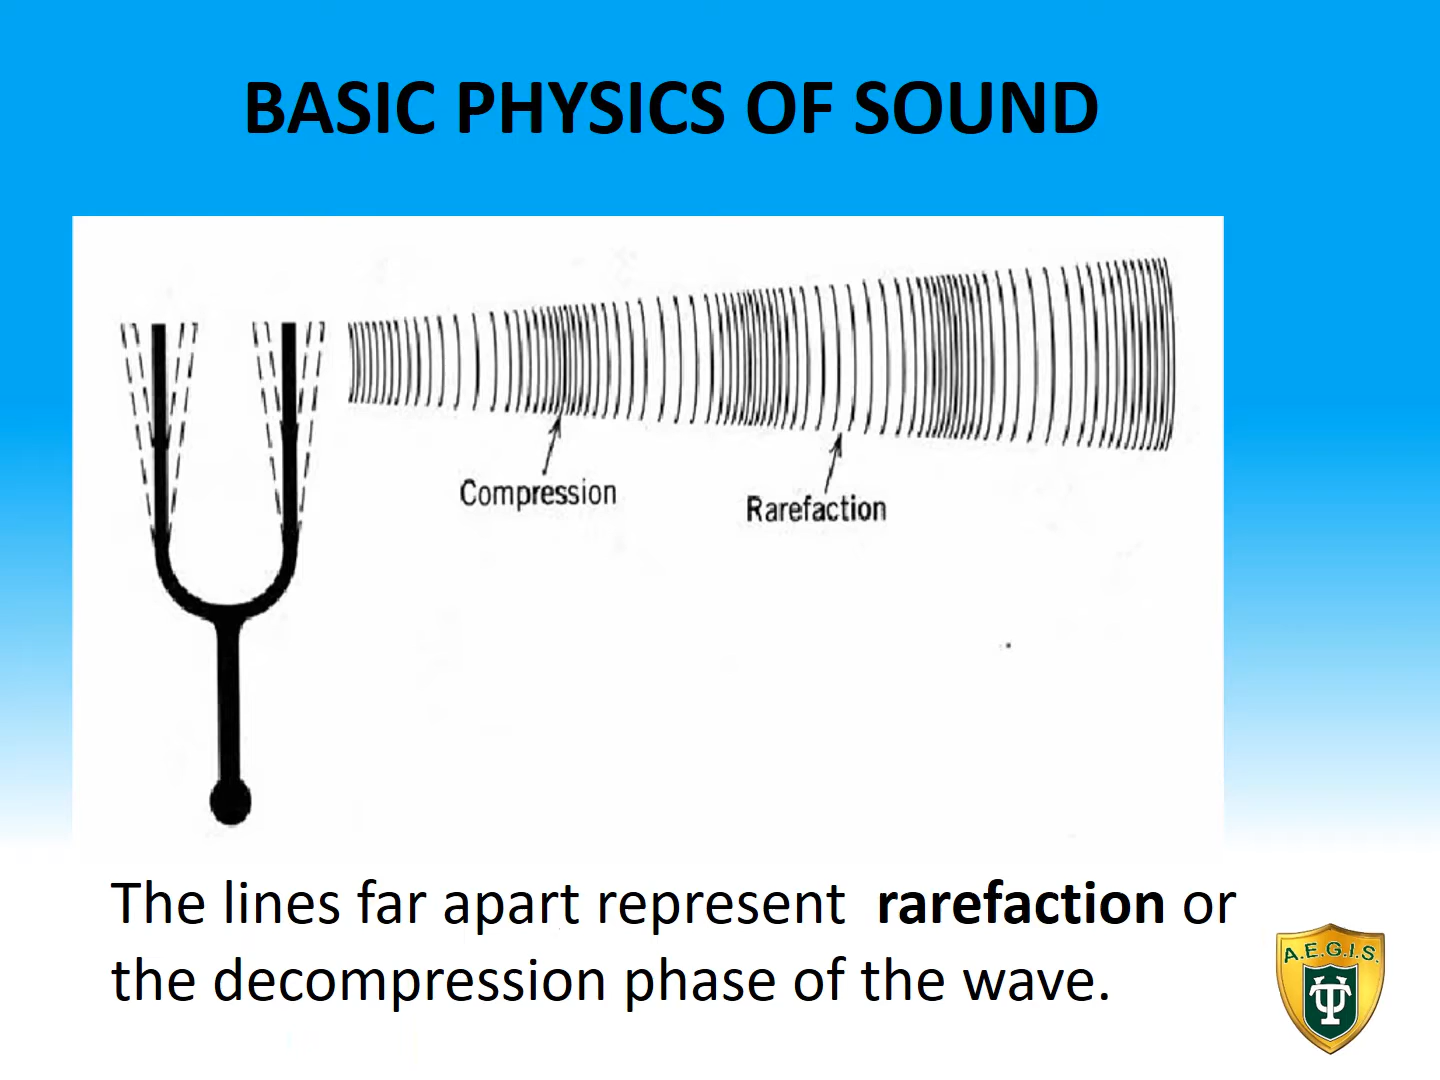 BASIC PHYSICS OF SOUND
Compression
Rarefaction
The lines far apart represent rarefaction or
the decompression phase of the wave.
A.E.G.I.S.
TU